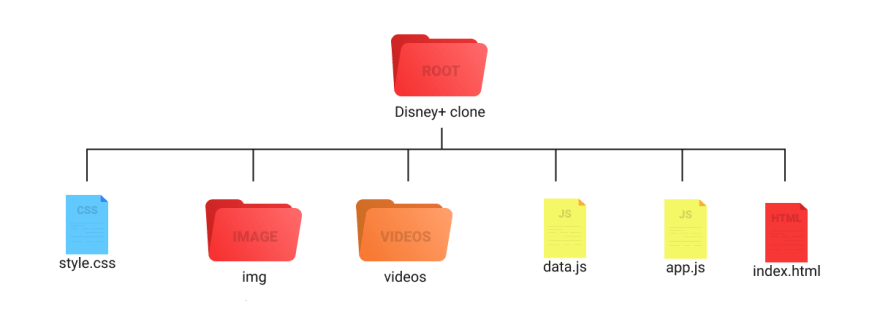 ROOT
Disney+ clone
CSS
style.css
IMAGE
img
VIDEOS
videos
JS
data.js
JS
app.js
HTML
index.html